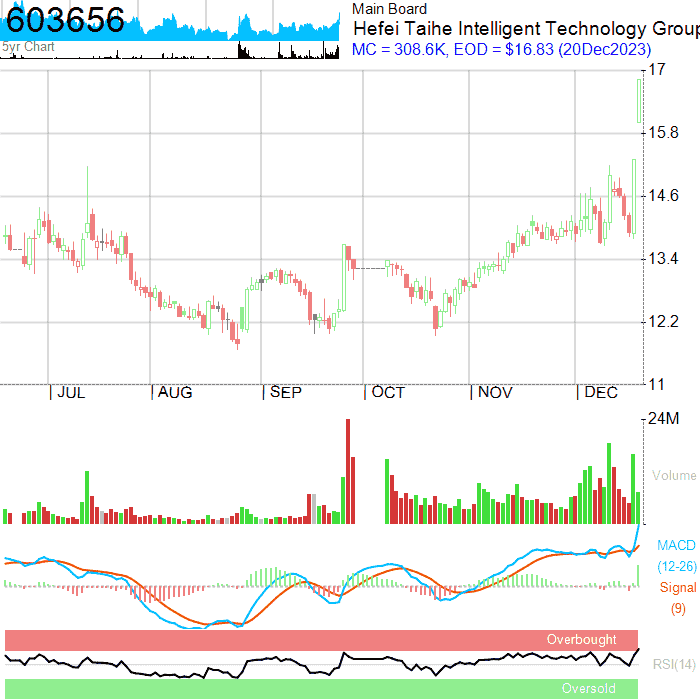 603656
5yr Chart
Main Board
Hefei Taihe Intelligent Technology Group
MC = 308.6K, EOD = $16.83 (20Dec2023)
17
15.8
14.6
13.4
12.2
11
JUL
AUG
SEP
OCT
NOV
DEC
24M
Volume
MACD
(12-26)
Signal
(9)
Overbought
RSI(14)
Oversold